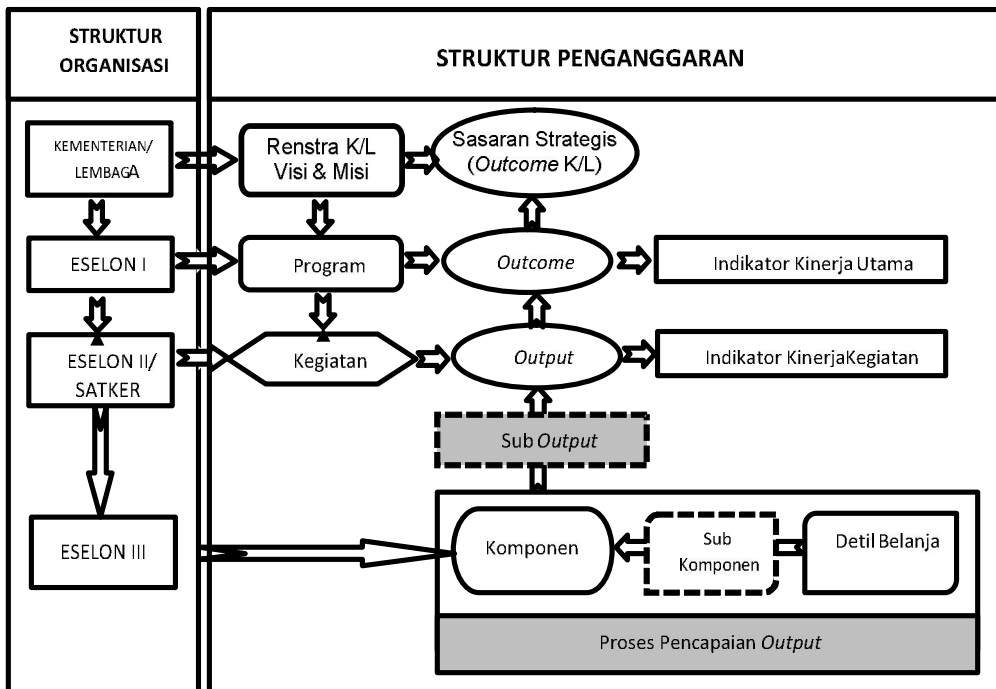 STRUKTUR
ORGANISASI
STRUKTUR PENGANGGARAN
KEMENTERIAN/
LEMBAGA
Renstra K/L
Visi & Misi
Sasaran Strategis
(Outcome K/L)
ESELON I
Program
Outcome
Indikator Kinerja Utama
ESELON II/
SATKER
Kegiatan
Output
Indikator KinerjaKegiatan
Sub Output
ESELON III
Komponen
Sub
Komponen
Detil Belanja
Proses Pencapaian Output